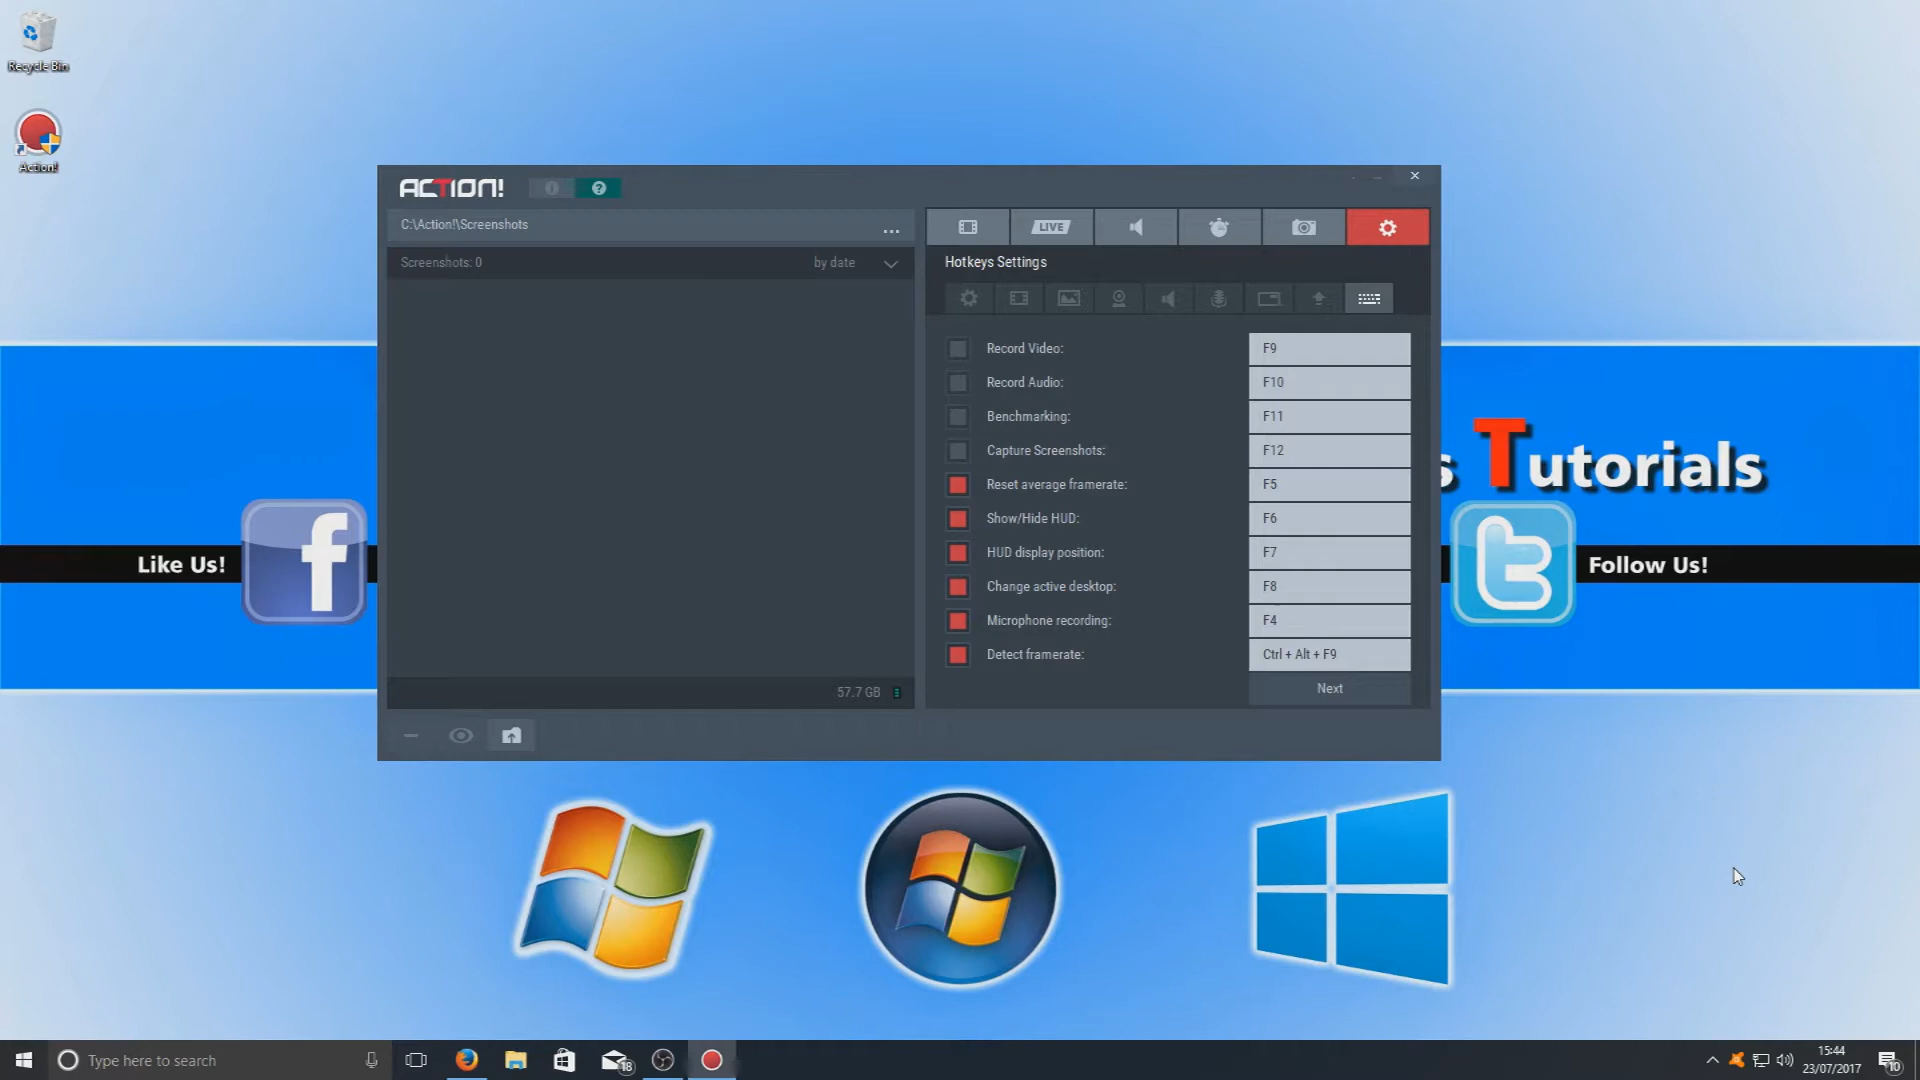 Recycle Bin
Action!
ACTION!
C:\Action!\Screenshots
...
Screenshots: 0
by date
57.7 GB
LIVE
Hotkeys Settings
Record Video:
F9
Record Audio:
F10
Benchmarking:
F11
Capture Screenshots:
F12
Reset average framerate:
F5
Show/Hide HUD:
F6
HUD display position:
F7
Change active desktop:
F8
Microphone recording:
F4
Detect framerate:
Ctrl + Alt + F9
Next
s Tutorials
Like Us!
Follow Us!
Type here to search
18
15:44
23/07/2017
10